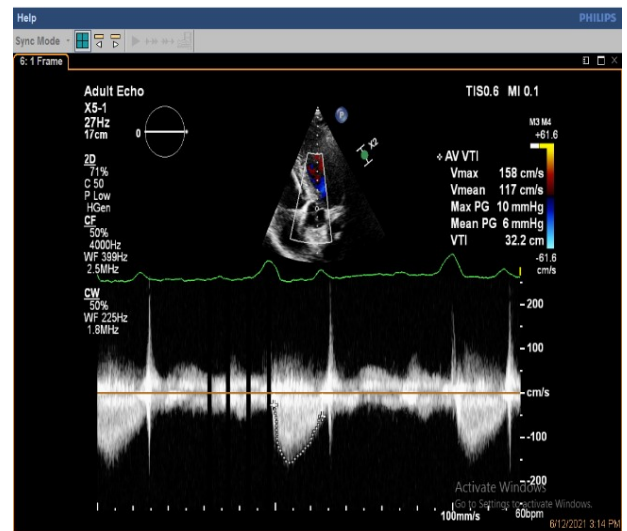 Help
PHILIPS
Sync Mode
6: 1 Frame
Adult Echo
X5-1
27Hz
17cm
0
2D
71%
C 50
P Low
HGen
CF
50%
4000Hz
WF 399Hz
2.5MHz
CW
50%
WF 225Hz
1.8MHz
P
X2
TIS0.6 MI 0.1
M3 M4
+61.6
AV VTI
Vmax 158 cm/s
Vmean 117 cm/s
Max PG 10 mmHg
Mean PG 6 mmHg
VTI 32.2 cm
-61.6
cm/s
-200
-100
cm/s
-100
-200
Activate Windows
Go to Settings to activate Windows.
100mm/s
60bpm
6/12/2021 3:14 PM